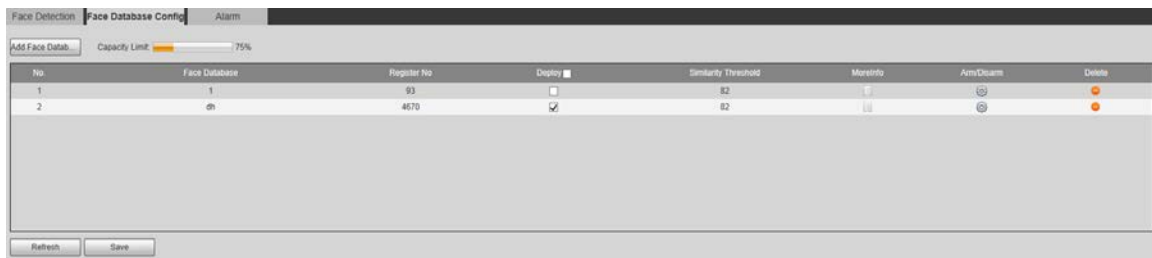 Face Detection Face Database Config Alarm
Add Face Datab... Capacity Limit: 75%
No. Face Database Register No Deploy Similarity Threshold MoreInfo Arm/Disarm Delete
1 1 93 82
2 dh 4670 82
Refresh Save